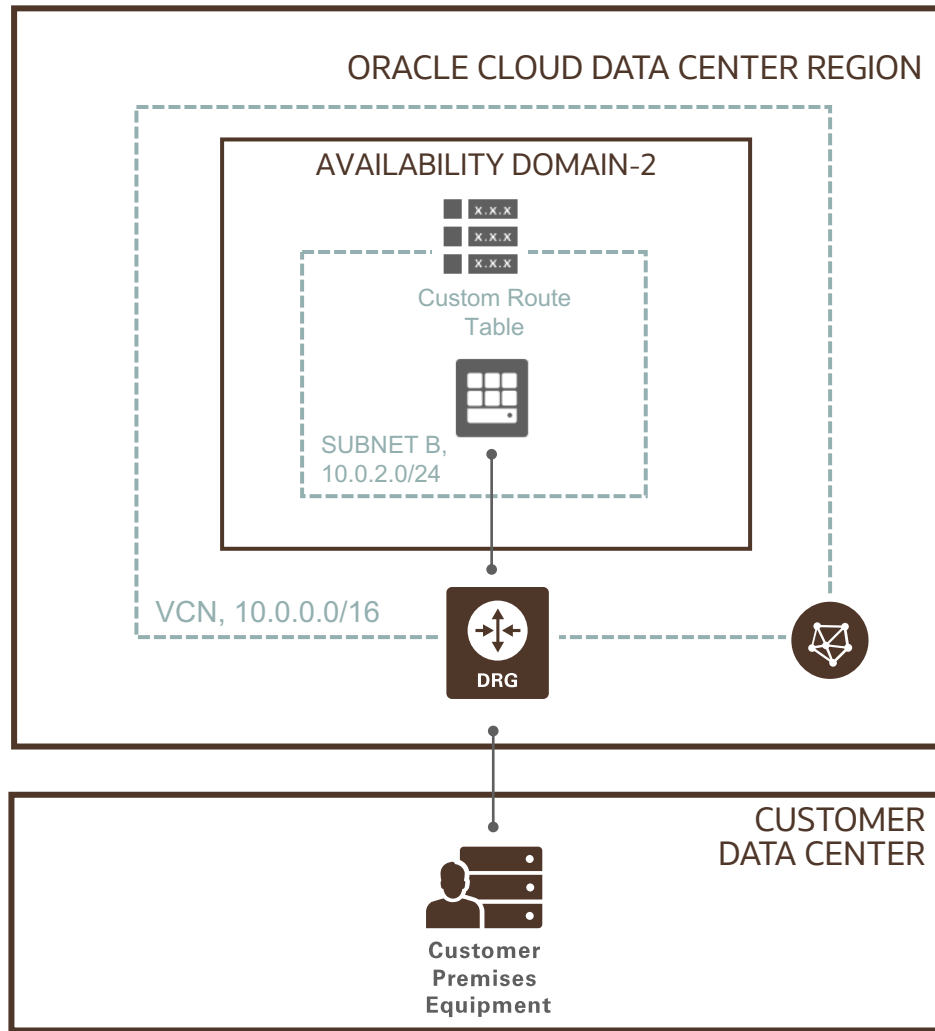 ORACLE CLOUD DATA CENTER REGION
AVAILABILITY DOMAIN-2
x.x.x
x.x.x
x.x.x
Custom Route
Table
SUBNET B,
10.0.2.0/24
VCN, 10.0.0.0/16
DRG
CUSTOMER
DATA CENTER
Customer
Premises
Equipment